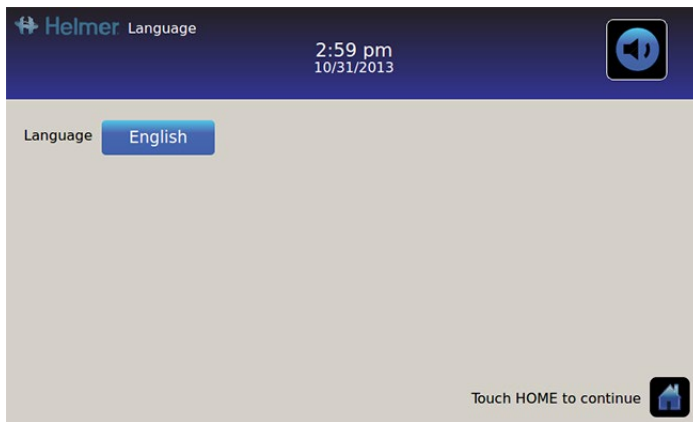 Helmer Language
2:59 pm
10/31/2013
Language English
Touch HOME to continue